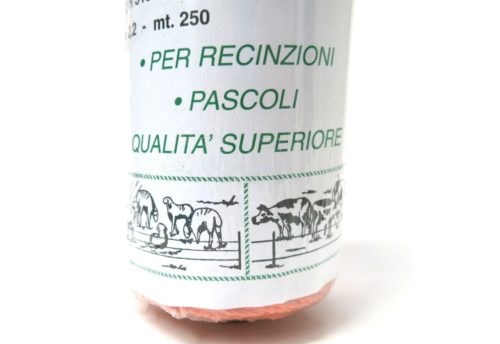 - mt. 250
• PER RECINZIONI
• PASCOLI
QUALITA' SUPERIORE